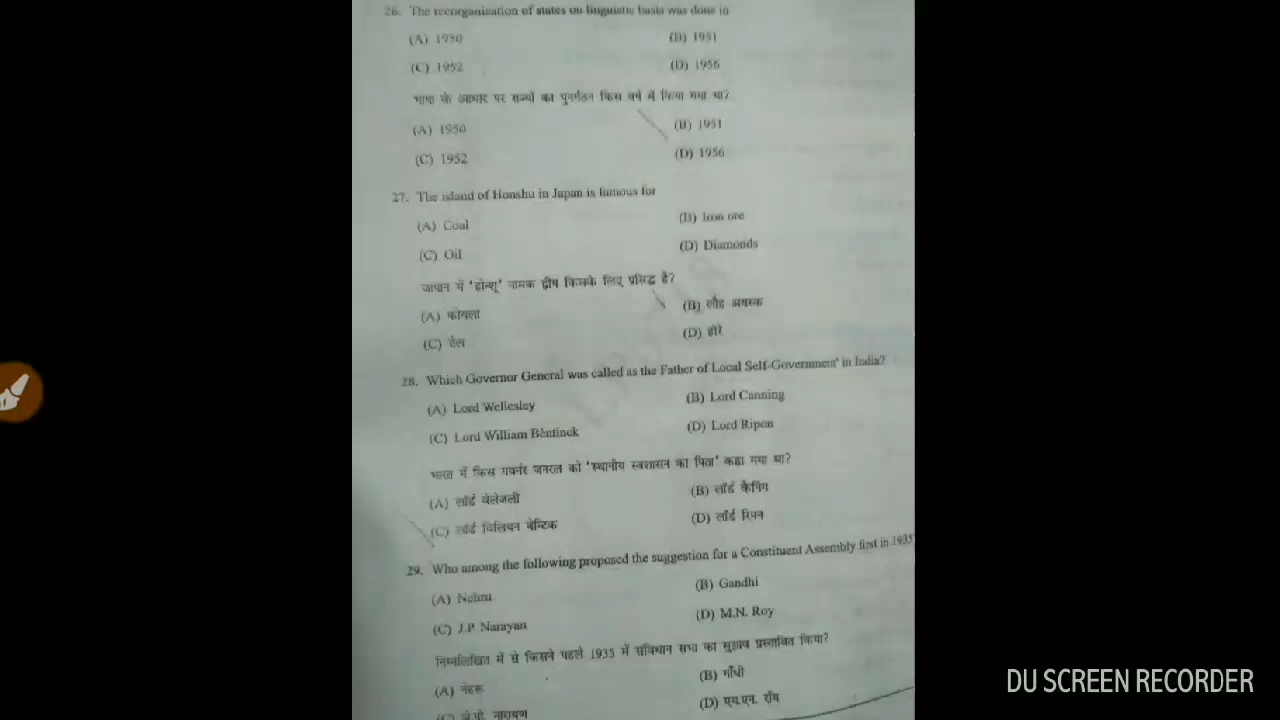 26. The reorganization of states on linguistic basis was done in
(A) 1950 (B) 1951
(C) 1952 (D) 1956
भाषा के आधार पर राज्यों का पुनर्गठन किस वर्ष में किया गया था?
(A) 1950 (B) 1951
(C) 1952 (D) 1956
27. The island of Honshu in Japan is famous for
(A) Coal (B) Iron ore
(C) Oil (D) Diamonds
जापान में 'होन्शू' नामक द्वीप किसके लिए प्रसिद्ध है?
(A) कोयला (B) लौह अयस्क
(C) तेल (D) हीरे
28. Which Governor General was called as the Father of Local Self-Government' in India?
(A) Lord Wellesley (B) Lord Canning
(C) Lord William Bentinck (D) Lord Ripon
भारत में किस गवर्नर जनरल को 'स्थानीय स्वशासन का पिता' कहा गया था?
(A) लॉर्ड वेलेजली (B) लॉर्ड कैनिंग
(C) लॉर्ड विलियन बेन्टिक (D) लॉर्ड रिपन
29. Who among the following proposed the suggestion for a Constituent Assembly first in 1935
(A) Nehru (B) Gandhi
(C) J.P. Narayan (D) M.N. Roy
निम्नलिखित में से किसने पहले 1935 में संविधान सभा का सुझाव प्रस्तावित किया?
(A) नेहरू (B) गाँधी
(C) जे.पी. नारायण (D) एम.एन. रॉय
DU SCREEN RECORDER